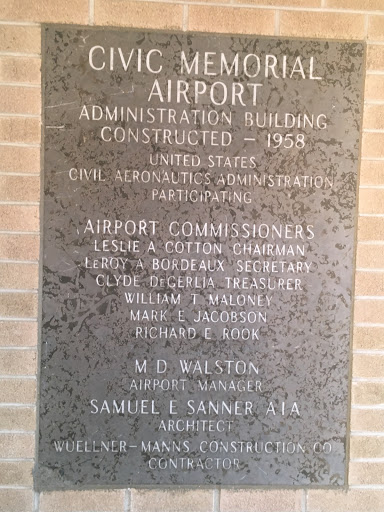 CIVIC MEMORIAL
AIRPORT
ADMINISTRATION BUILDING
CONSTRUCTED – 1958
UNITED STATES
CIVIL AERONAUTICS ADMINISTRATION
PARTICIPATING
AIRPORT COMMISSIONERS
LESLIE A COTTON CHAIRMAN
LEROY A BORDEAUX SECRETARY
CLYDE DEGERLIA TREASURER
WILLIAM T MALONEY
MARK E JACOBSON
RICHARD E ROOK
M D WALSTON
AIRPORT MANAGER
SAMUEL E SANNER A I A
ARCHITECT
WUELLNER–MANNS CONSTRUCTION CO
CONTRACTOR